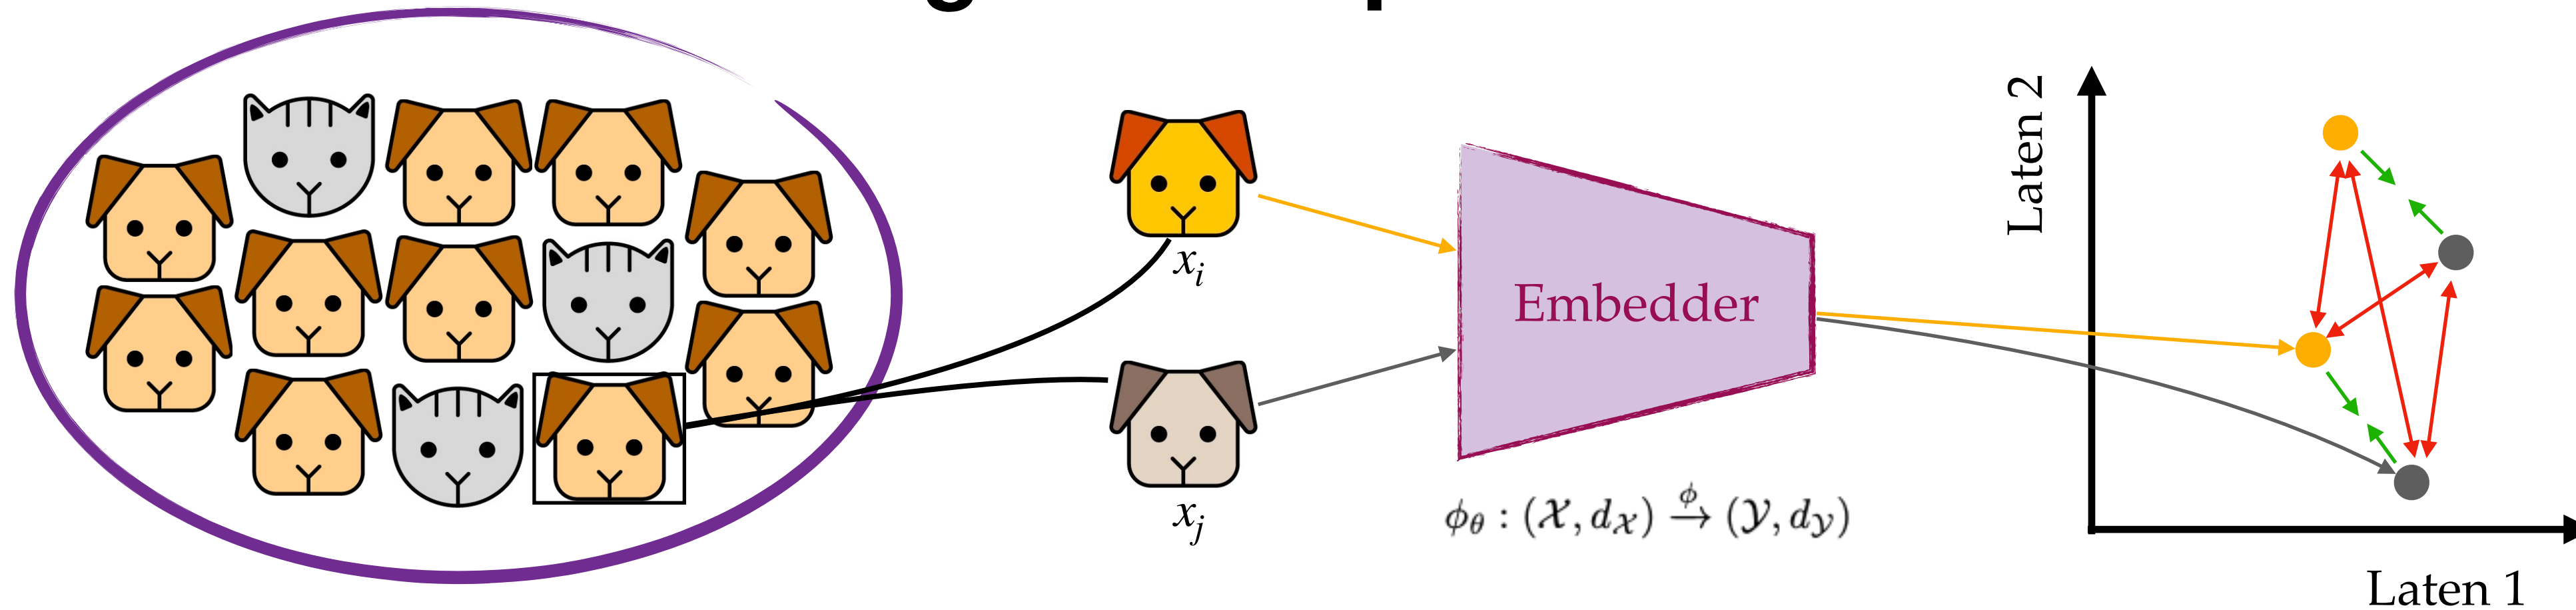 Laten 2
x_i
Embedder
x_j
ϕ_θ : (𝒳, d_𝒳) →^ϕ (𝒴, d_𝒴)
Laten 1